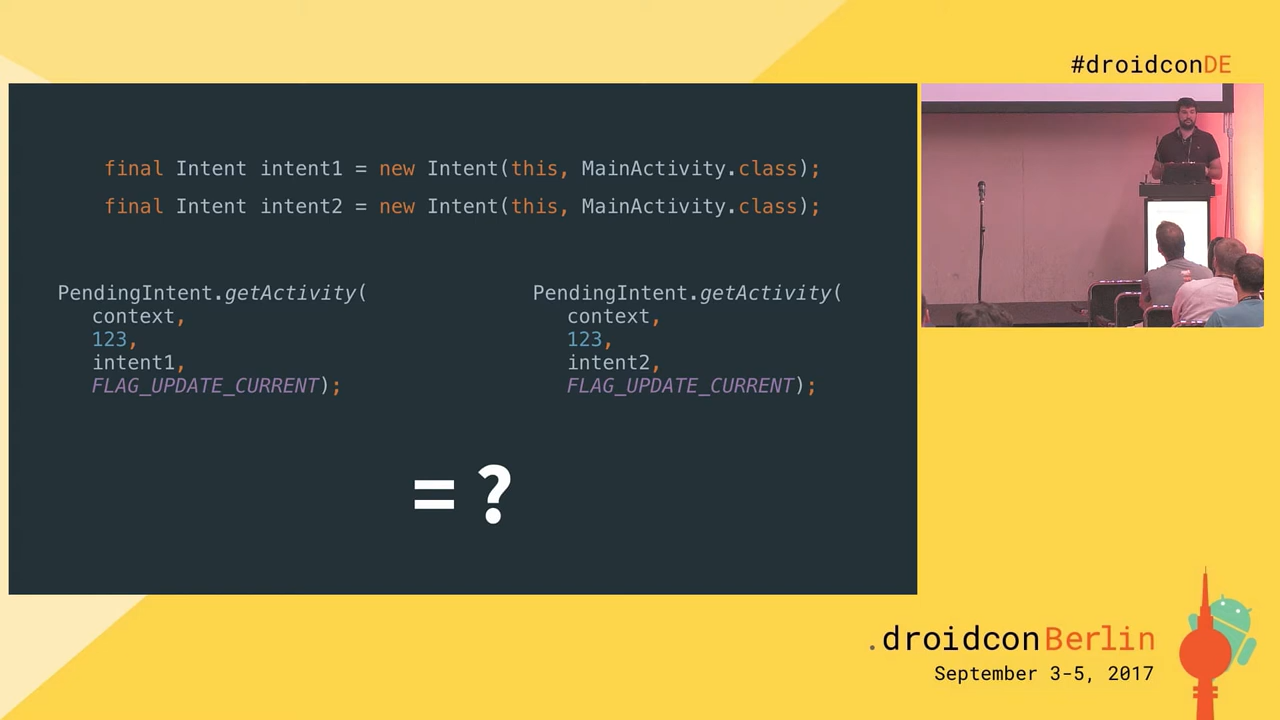 #droidconDE
final Intent intent1 = new Intent(this, MainActivity.class);
final Intent intent2 = new Intent(this, MainActivity.class);
PendingIntent.getActivity(
context,
123,
intent1,
FLAG_UPDATE_CURRENT);
PendingIntent.getActivity(
context,
123,
intent2,
FLAG_UPDATE_CURRENT);
= ?
.droidconBerlin
September 3-5, 2017